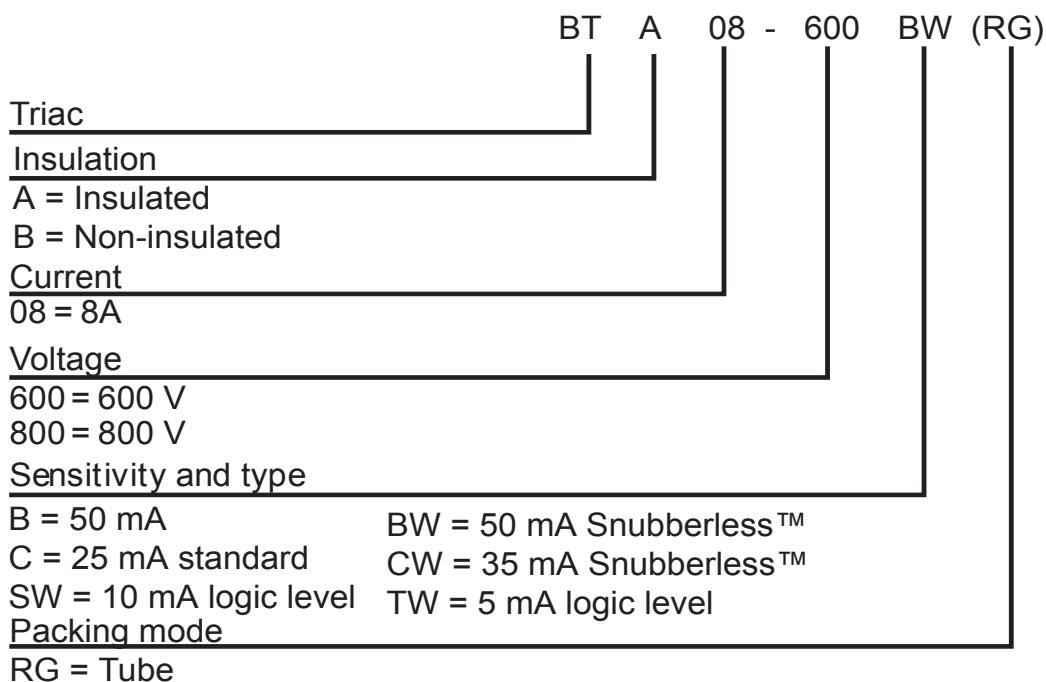 BT A 08 - 600 BW (RG)
Triac
Insulation
A = Insulated
B = Non-insulated
Current
08 = 8A
Voltage
600 = 600 V
800 = 800 V
Sensitivity and type
B = 50 mA BW = 50 mA Snubberless™
C = 25 mA standard CW = 35 mA Snubberless™
SW = 10 mA logic level TW = 5 mA logic level
Packing mode
RG = Tube